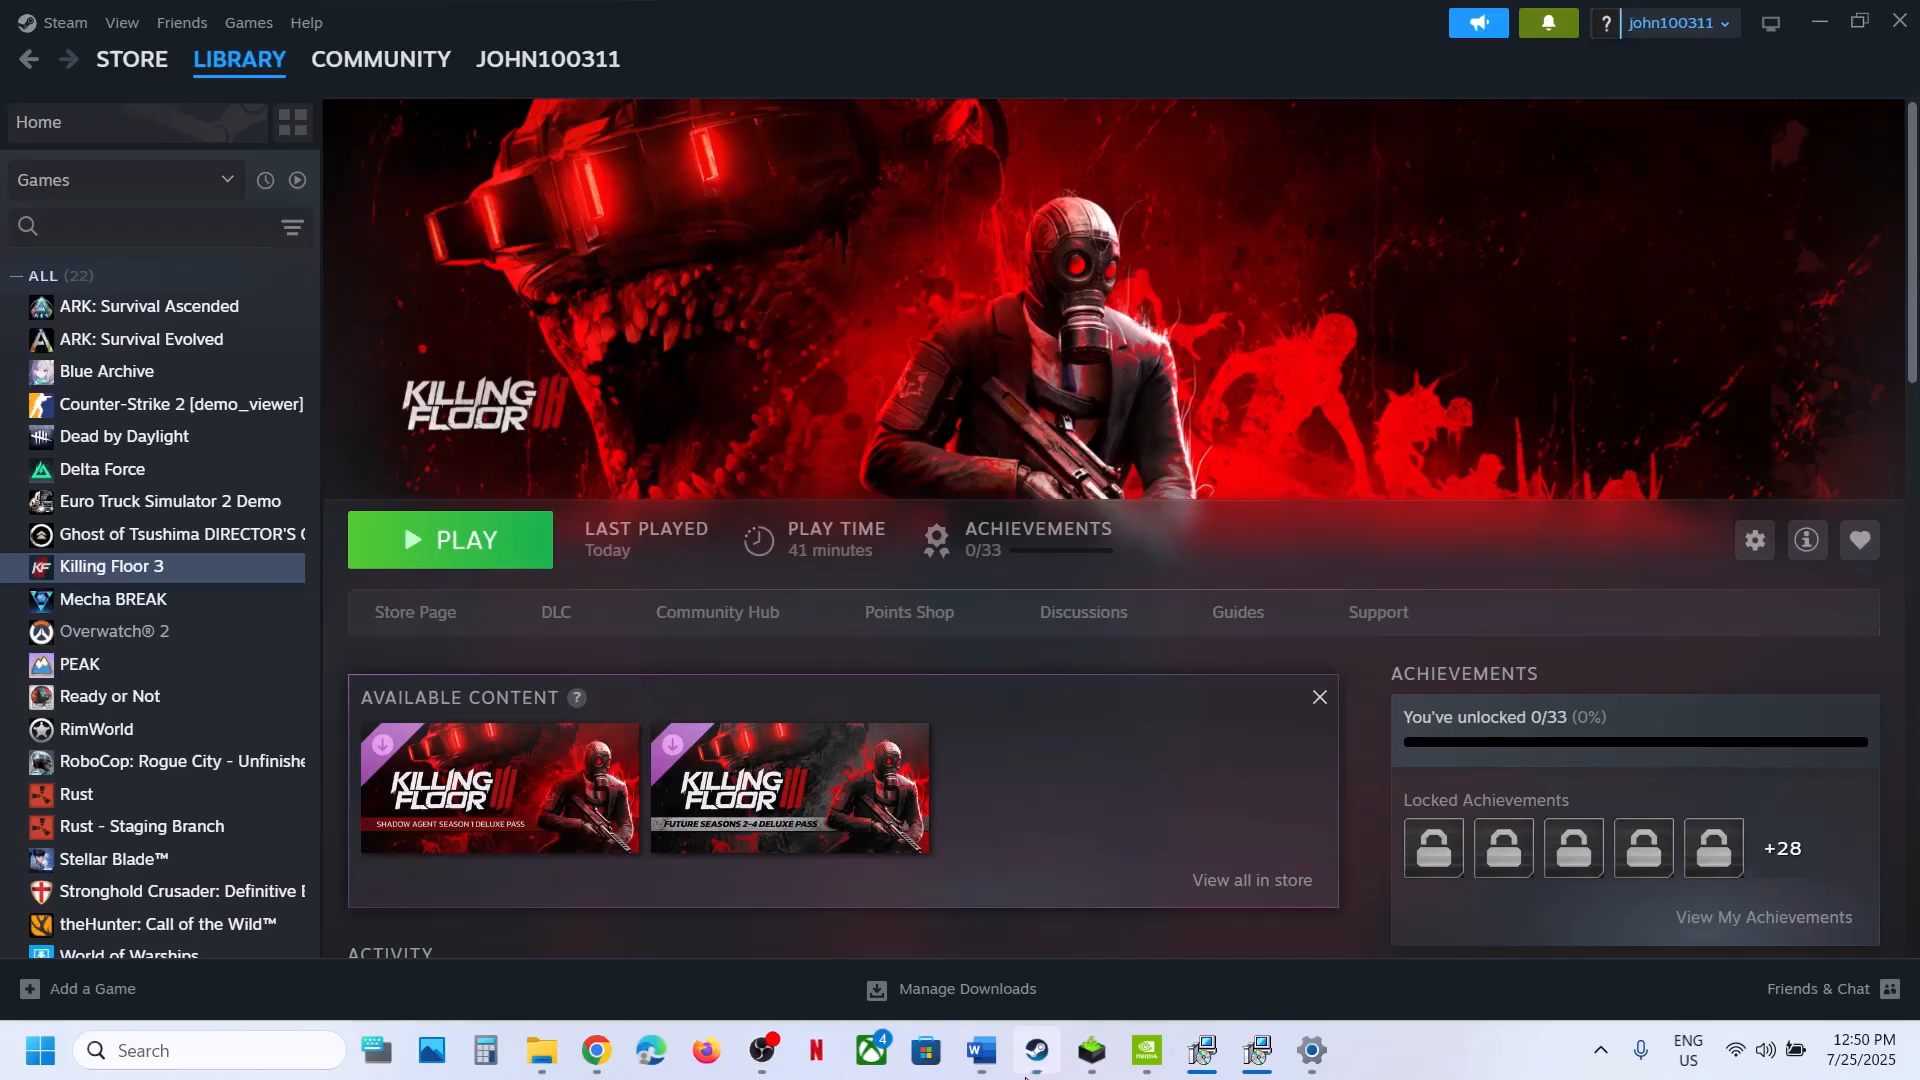 Steam View Friends Games Help
? john100311
STORE LIBRARY COMMUNITY JOHN100311
Home
Games
ALL (22)
ARK: Survival Ascended
ARK: Survival Evolved
Blue Archive
Counter-Strike 2 [demo_viewer]
Dead by Daylight
Delta Force
Euro Truck Simulator 2 Demo
Ghost of Tsushima DIRECTOR'S C
Killing Floor 3
Mecha BREAK
Overwatch® 2
PEAK
Ready or Not
RimWorld
RoboCop: Rogue City - Unfinishe
Rust
Rust - Staging Branch
Stellar Blade™
Stronghold Crusader: Definitive E
theHunter: Call of the Wild™
World of Warships
KILLING
FLOOR III
PLAY
LAST PLAYED
Today
PLAY TIME
41 minutes
ACHIEVEMENTS
0/33
Store Page DLC Community Hub Points Shop Discussions Guides Support
AVAILABLE CONTENT ?
KILLING
FLOOR III
SHADOW AGENT SEASON 1 DELUXE PASS
KILLING
FLOOR III
FUTURE SEASONS 2-4 DELUXE PASS
View all in store
ACTIVITY
ACHIEVEMENTS
You've unlocked 0/33 (0%)
Locked Achievements
+28
View My Achievements
Add a Game
Manage Downloads
Friends & Chat
Search
4
ENG
US
12:50 PM
7/25/2025